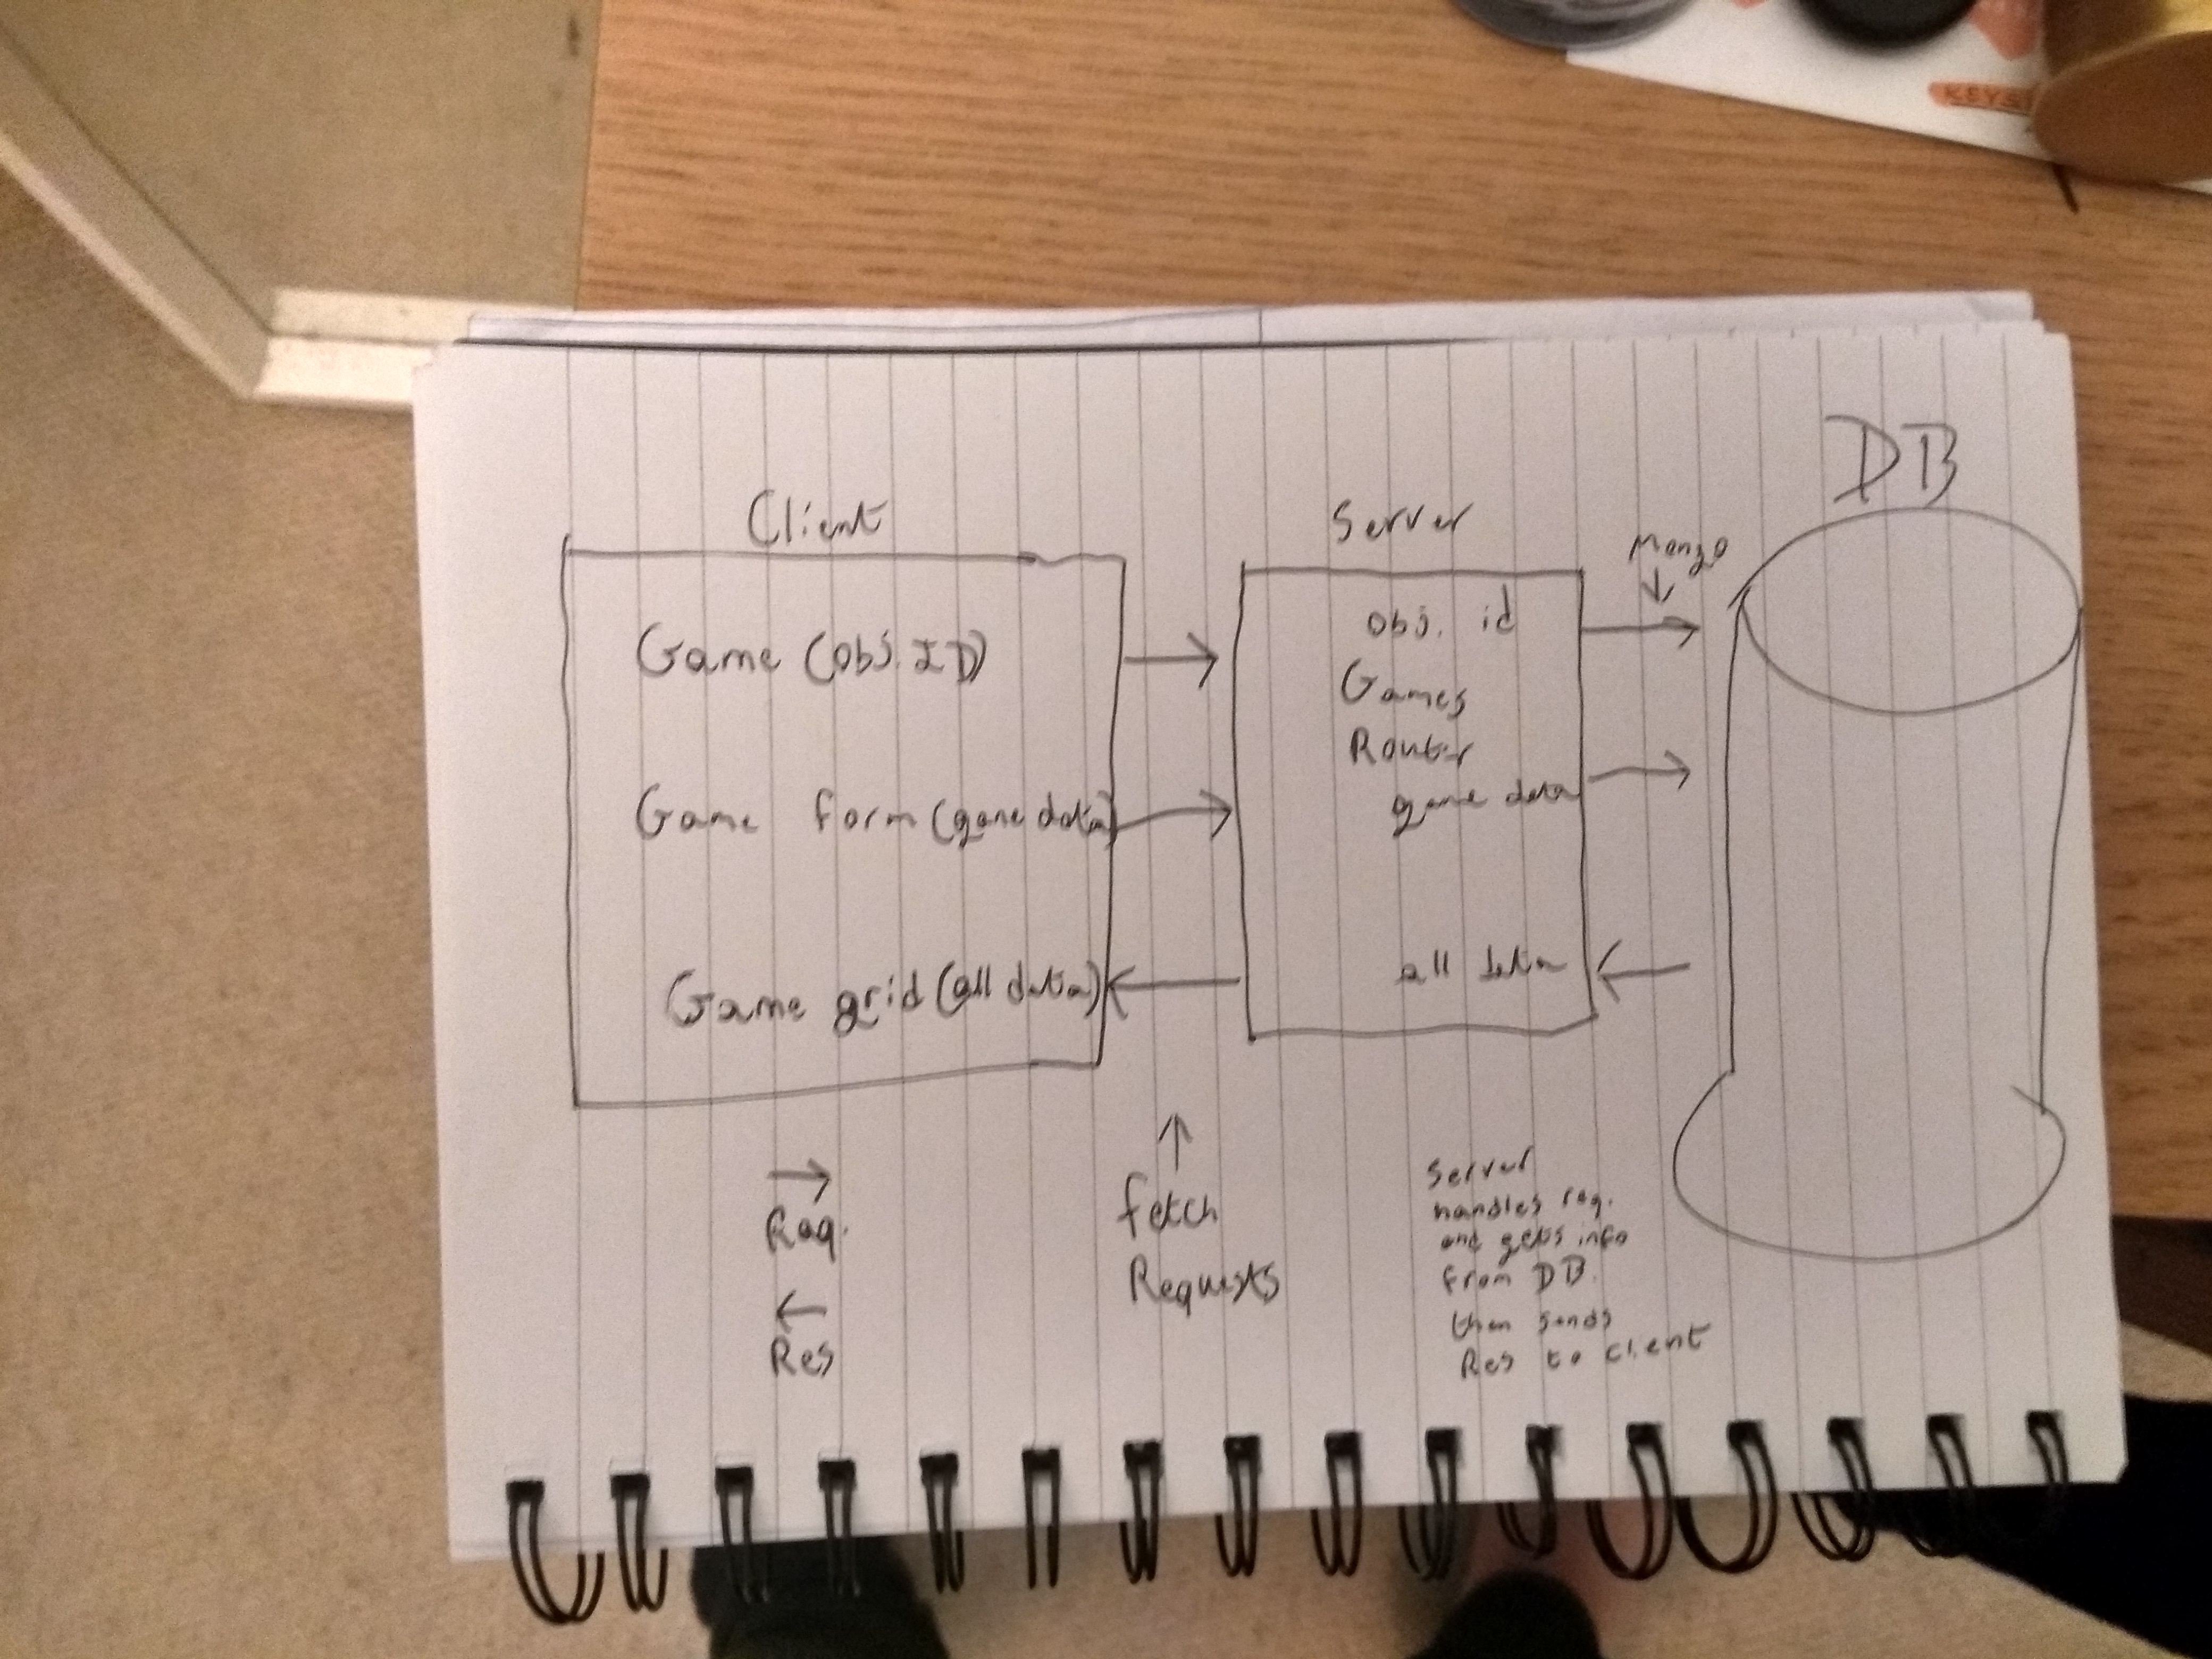 KEYS
DB
Client
Server
Mongo
Game (Obj. ID)
Obj. id
Games
Router
Game form (game data)
game data
Game grid (all data)
all data
Req.
Res
fetch
Requests
Server
handles req.
and gets info
from DB.
then sends
Res to client